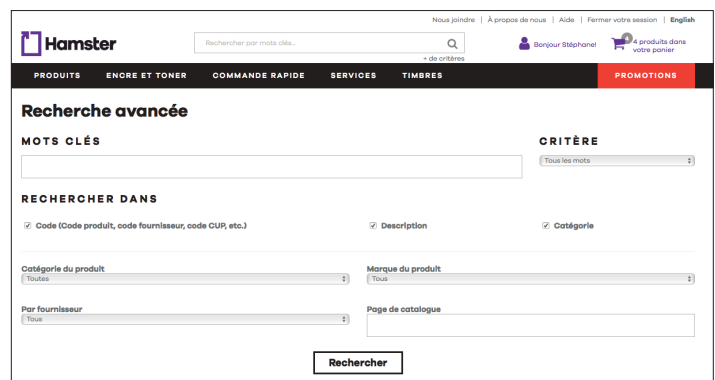 Nous joindre | À propos de nous | Aide | Fermer votre session | English
Hamster
Rechercher par mots clés...
Bonjour Stéphane!
4
4 produits dans
votre panier
+ de critères
PRODUITS ENCRE ET TONER COMMANDE RAPIDE SERVICES TIMBRES PROMOTIONS
Recherche avancée
MOTS CLÉS CRITÈRE
Tous les mots
RECHERCHER DANS
Code (Code produit, code fournisseur, code CUP, etc.) Description Catégorie
Catégorie du produit Marque du produit
Toutes Tous
Par fournisseur Page de catalogue
Tous
Rechercher